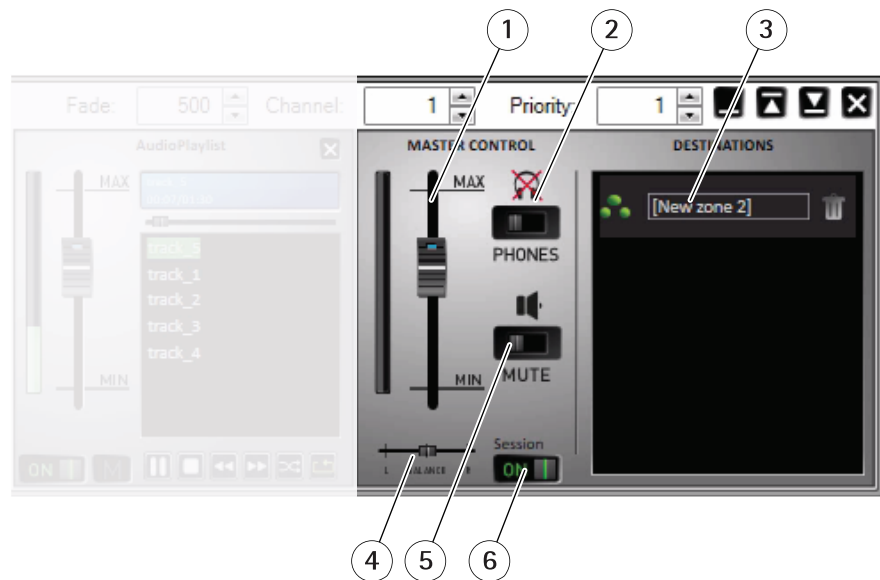 1 2 3
Fade: 500 Channel: 1 Priority: 1
AudioPlaylist
MAX
track_5
track_1
track_2
track_3
track_4
MIN
ON M
MASTER CONTROL
MAX
PHONES
MIN MUTE
L BALANCE R
Session
ON
DESTINATIONS
[New zone 2]
4 5 6